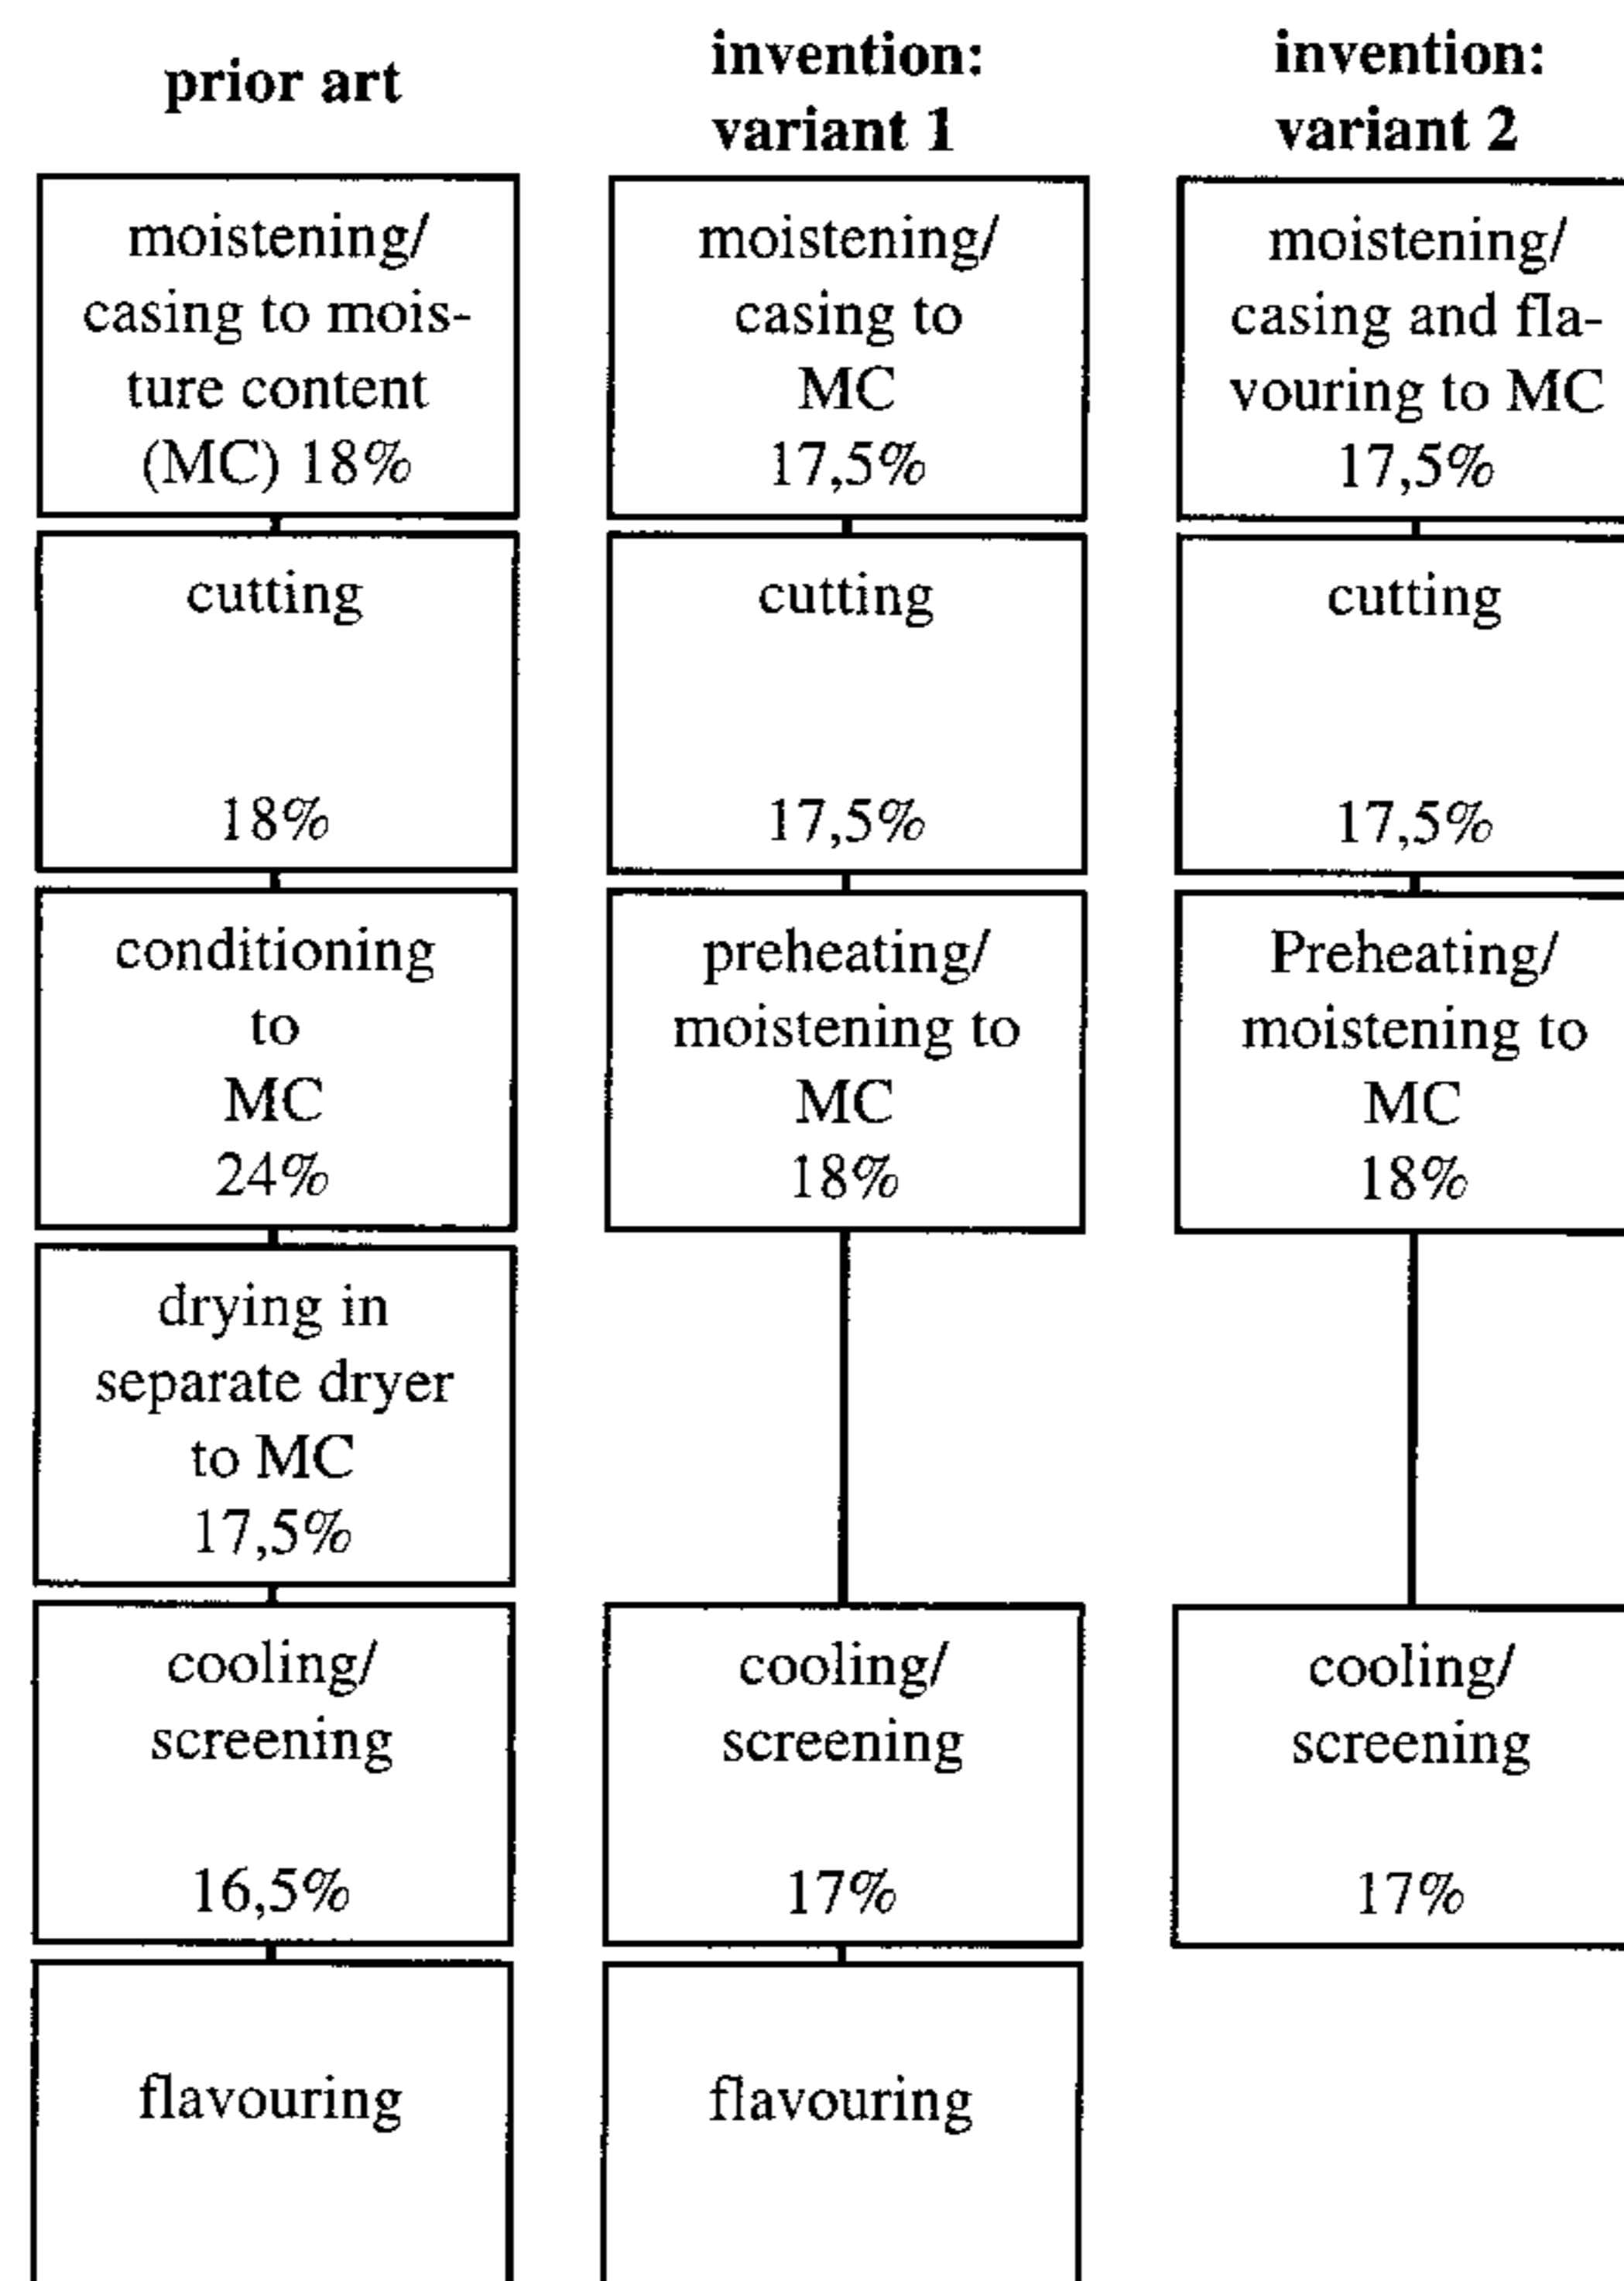 prior art
moistening/
casing to mois-
ture content
(MC) 18%
cutting
18%
conditioning
to
MC
24%
drying in
separate dryer
to MC
17,5%
cooling/
screening
16,5%
flavouring
invention:
variant 1
moistening/
casing to
MC
17,5%
cutting
17,5%
preheating/
moistening to
MC
18%
cooling/
screening
17%
flavouring
invention:
variant 2
moistening/
casing and fla-
vouring to MC
17,5%
cutting
17,5%
Preheating/
moistening to
MC
18%
cooling/
screening
17%